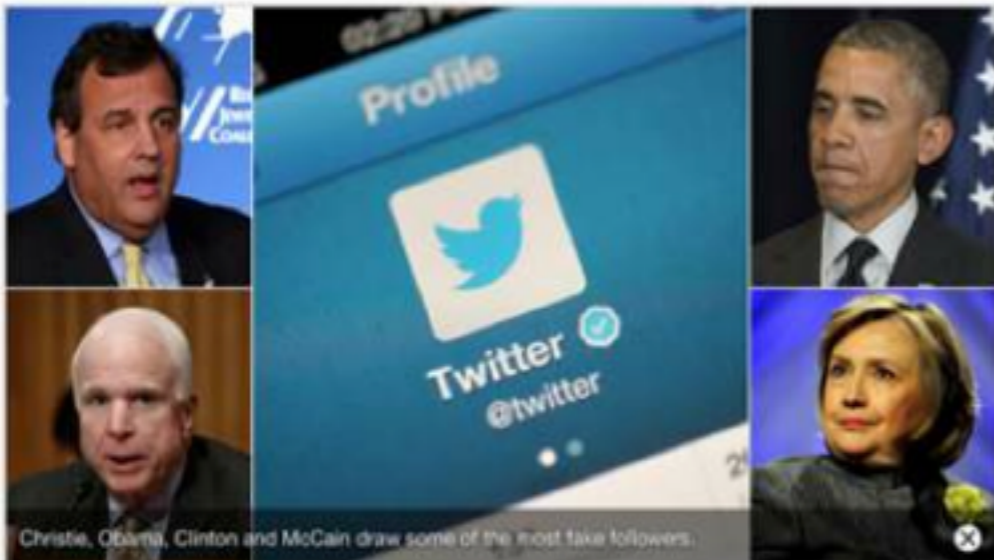 Profile
Twitter
@twitter
Christie, Obama, Clinton and McCain draw some of the most fake followers.